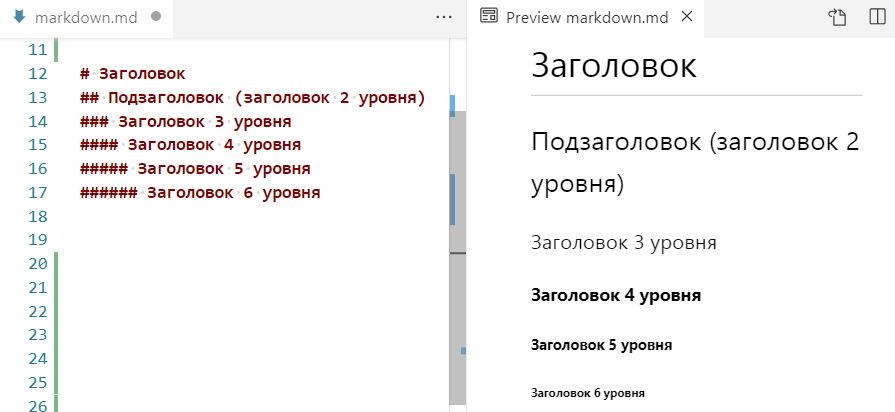 markdown.md
Preview markdown.md
11
12 # Заголовок
13 ## Подзаголовок (заголовок 2 уровня)
14 ### Заголовок 3 уровня
15 #### Заголовок 4 уровня
16 ##### Заголовок 5 уровня
17 ###### Заголовок 6 уровня
18
19
20
21
22
23
24
25
26
Заголовок
Подзаголовок (заголовок 2
уровня)
Заголовок 3 уровня
Заголовок 4 уровня
Заголовок 5 уровня
Заголовок 6 уровня